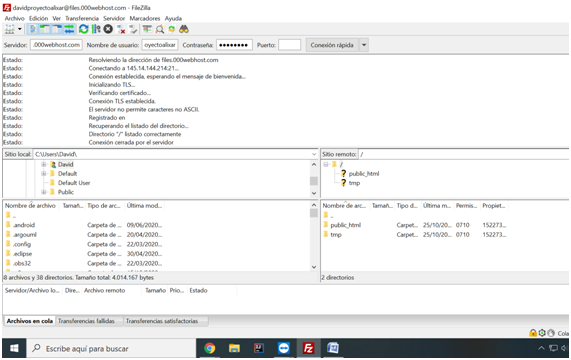 davidproyectoalixar@files.000webhost.com - FileZilla
Archivo Edición Ver Transferencia Servidor Marcadores Ayuda
Servidor: .000webhost.com Nombre de usuario: oyectoalixar Contraseña: ●●●●●●●● Puerto: Conexión rápida
Estado: Resolviendo la dirección de files.000webhost.com
Estado: Conectando a 145.14.144.214:21...
Estado: Conexión establecida, esperando el mensaje de bienvenida...
Estado: Inicializando TLS...
Estado: Verificando certificado...
Estado: Conexión TLS establecida.
Estado: El servidor no permite caracteres no ASCII.
Estado: Registrado en
Estado: Recuperando el listado del directorio...
Estado: Directorio "/" listado correctamente
Estado: Conexión cerrada por el servidor
Sitio local: C:\Users\David\ Sitio remoto: /
David /
Default public_html
Default User tmp
Public
Nombre de archivo Tamañ... Tipo de arc... Última mod... Nombre de arc... Tamañ... Tipo d... Última m... Permis... Propiet...
.. ..
.android Carpeta de ... 09/06/2020... public_html Carpet... 25/10/20... 0710 152273...
.argouml Carpeta de ... 20/04/2020... tmp Carpet... 25/10/20... 0710 152273...
.config Carpeta de ... 22/03/2020...
.eclipse Carpeta de ... 30/04/2020...
.obs32 Carpeta de ... 22/03/2020...
8 archivos y 38 directorios. Tamaño total: 4.014.167 bytes 2 directorios
Servidor/Archivo lo... Dire... Archivo remoto Tamaño Prio... Estado
Archivos en cola Transferencias fallidas Transferencias satisfactorias
Cola
Escribe aquí para buscar